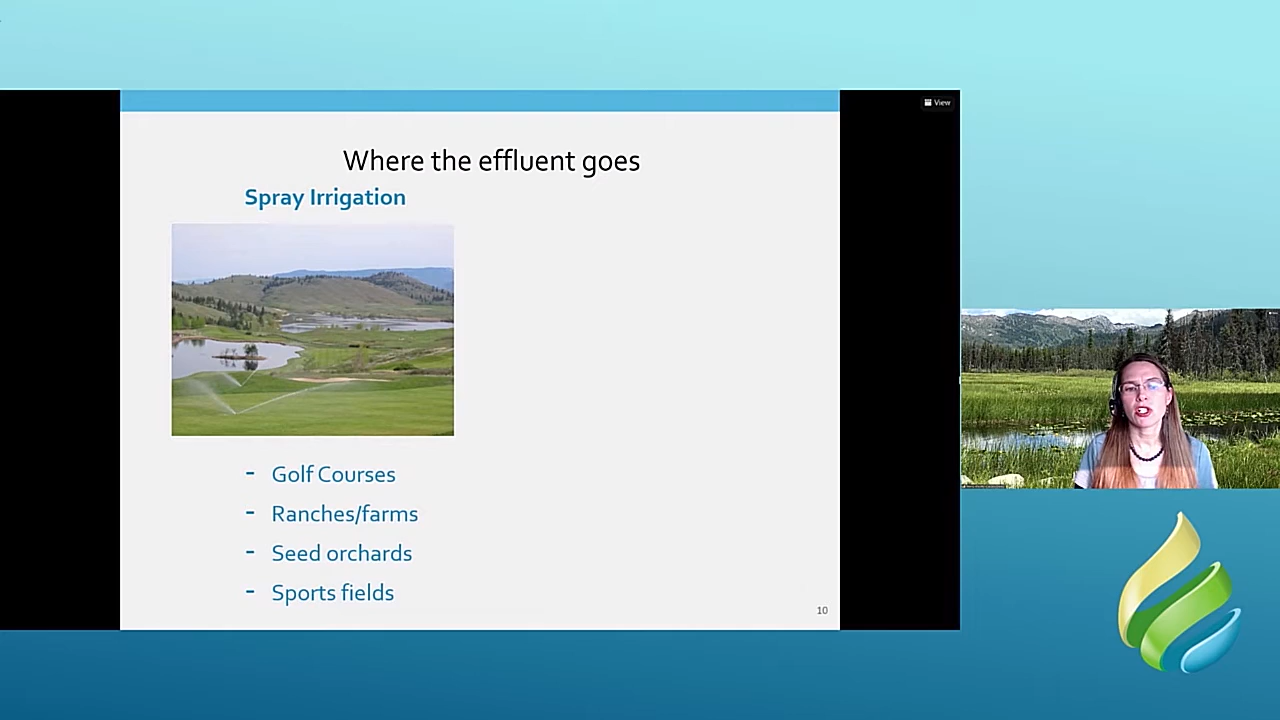 View
Where the effluent goes
Spray Irrigation
- Golf Courses
- Ranches/farms
- Seed orchards
- Sports fields
10